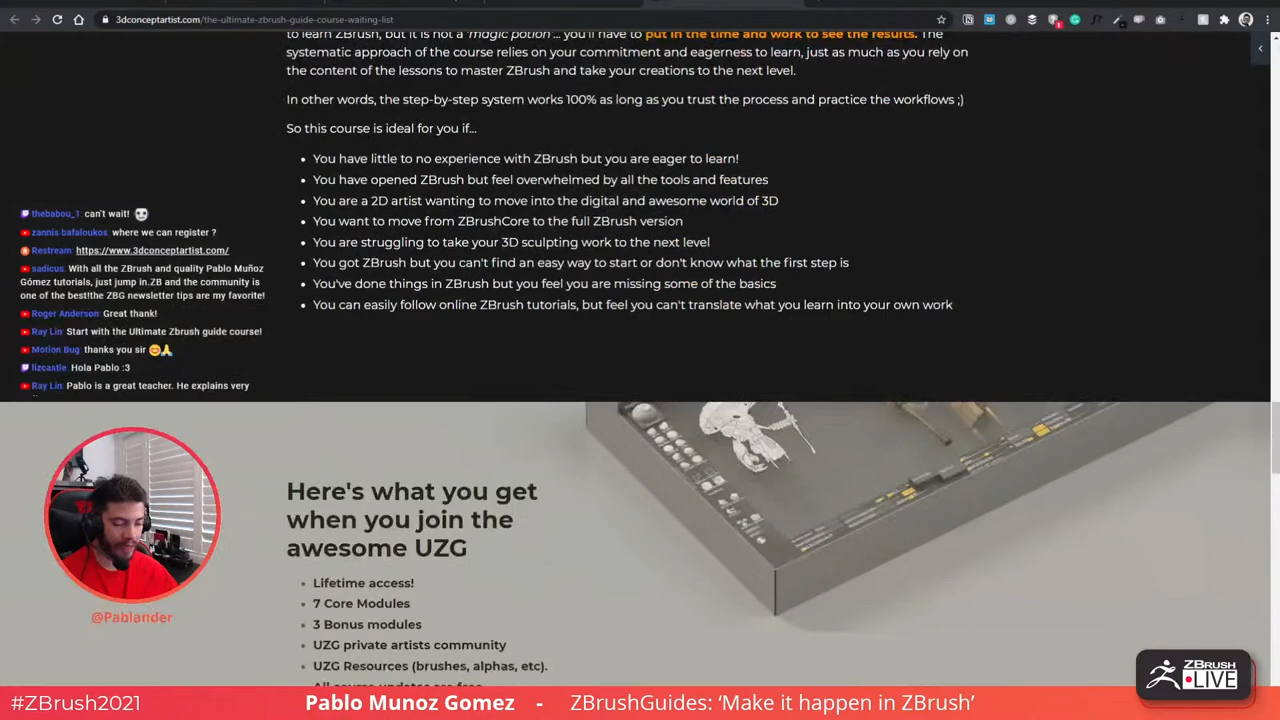 3dconceptartist.com/the-ultimate-zbrush-guide-course-waiting-list
to learn ZBrush, but it is not a 'magic potion'... you'll have to put in the time and work to see the results. The
systematic approach of the course relies on your commitment and eagerness to learn, just as much as you rely on
the content of the lessons to master ZBrush and take your creations to the next level.
In other words, the step-by-step system works 100% as long as you trust the process and practice the workflows ;)
So this course is ideal for you if...
• You have little to no experience with ZBrush but you are eager to learn!
• You have opened ZBrush but feel overwhelmed by all the tools and features
• You are a 2D artist wanting to move into the digital and awesome world of 3D
• You want to move from ZBrushCore to the full ZBrush version
• You are struggling to take your 3D sculpting work to the next level
• You got ZBrush but you can't find an easy way to start or don't know what the first step is
• You've done things in ZBrush but you feel you are missing some of the basics
• You can easily follow online ZBrush tutorials, but feel you can't translate what you learn into your own work
thebabou_1: can't wait!
zannis bafaloukos: where we can register ?
Restream: https://www.3dconceptartist.com/
sadicus: With all the ZBrush and quality Pablo Muñoz
Gómez tutorials, just jump in.ZB and the community is
one of the best!the ZBG newsletter tips are my favorite!
Roger Anderson: Great thank!
Ray Lin: Start with the Ultimate Zbrush guide course!
Motion Bug: thanks you sir 😊🙏
lizcastle: Hola Pablo :3
Ray Lin: Pablo is a great teacher. He explains very
@Pablander
Here's what you get
when you join the
awesome UZG
• Lifetime access!
• 7 Core Modules
• 3 Bonus modules
• UZG private artists community
• UZG Resources (brushes, alphas, etc).
All course updates are free
ZBRUSH
LIVE
#ZBrush2021
Pablo Munoz Gomez - ZBrushGuides: 'Make it happen in ZBrush'